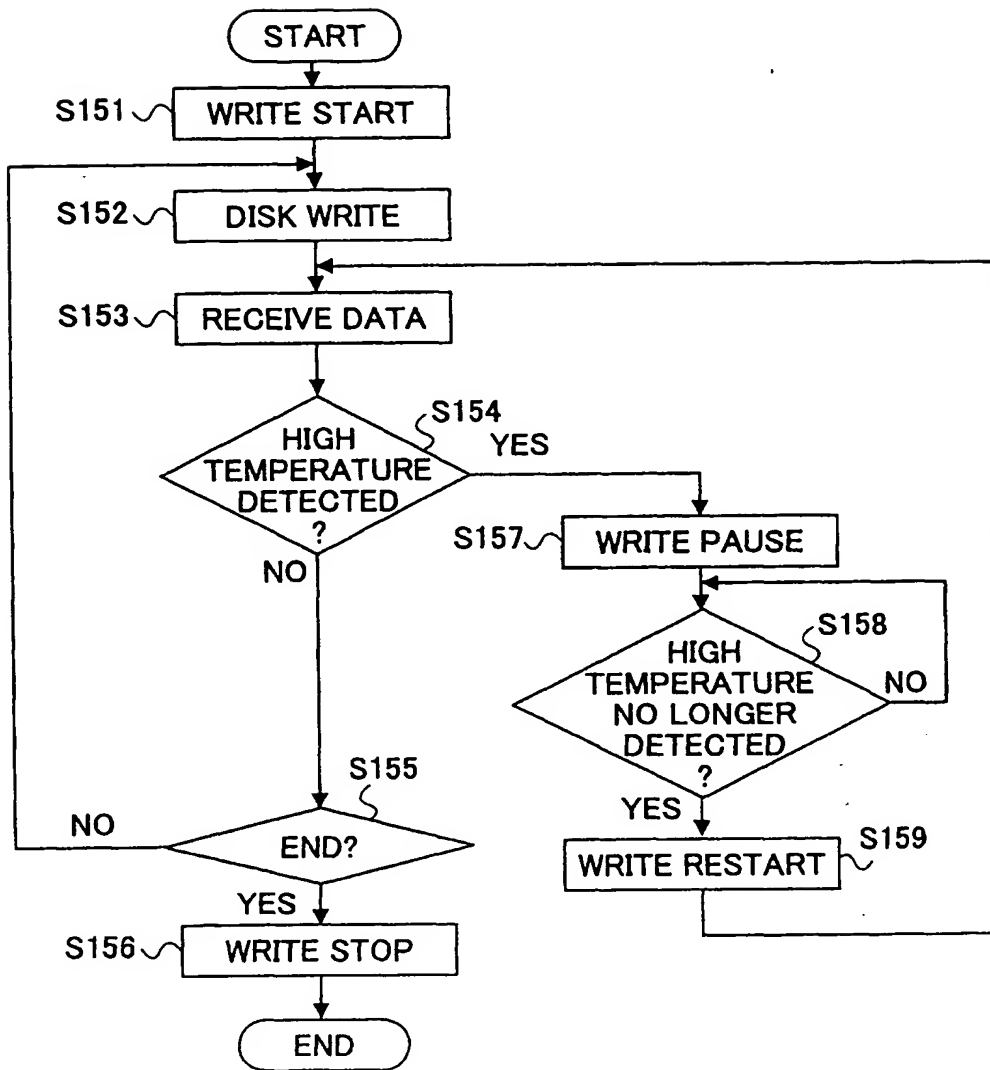 START
S151
WRITE START
S152
DISK WRITE
S153
RECEIVE DATA
S154
HIGH
TEMPERATURE
DETECTED
?
YES
NO
S157
WRITE PAUSE
S158
HIGH
TEMPERATURE
NO LONGER
DETECTED
?
NO
YES
S159
WRITE RESTART
S155
END?
NO
YES
S156
WRITE STOP
END